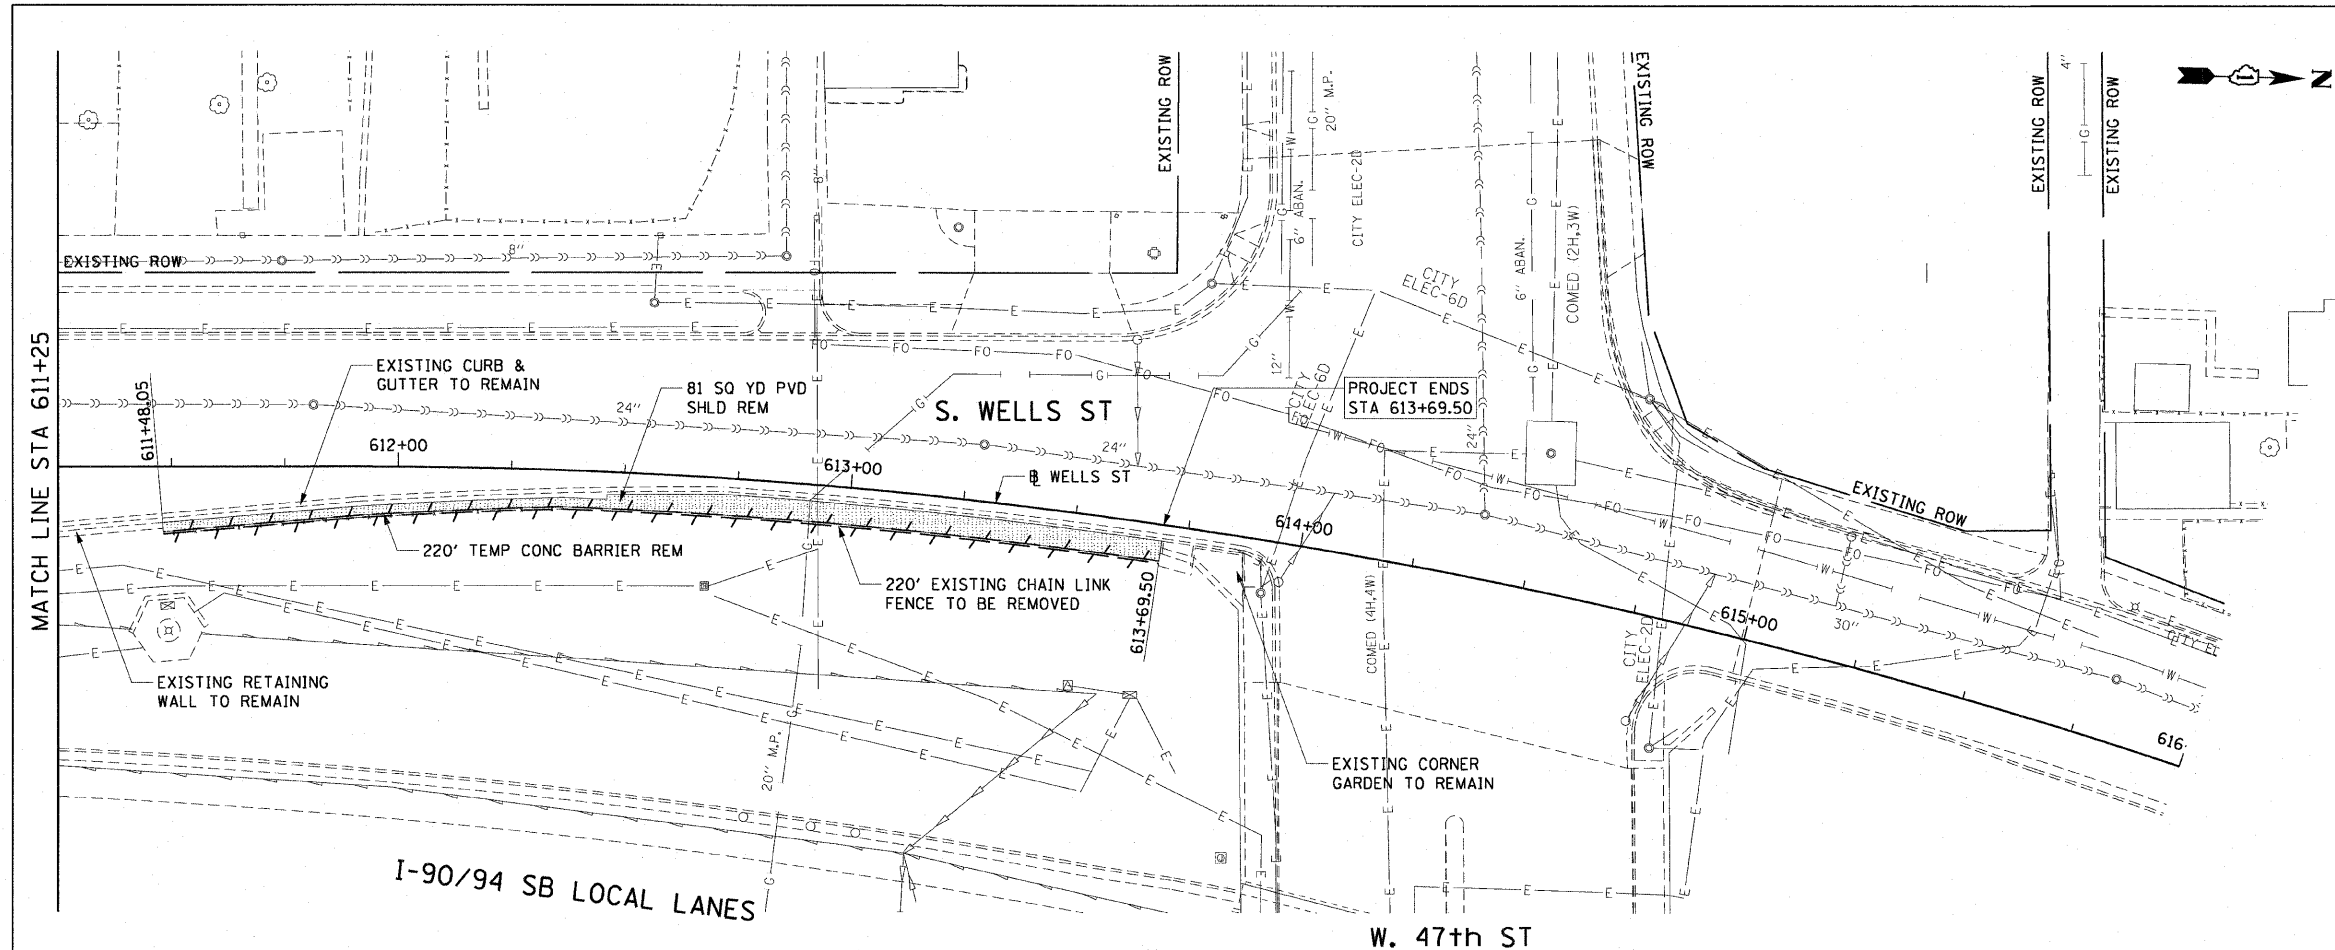 EXISTING ROW
EXISTING ROW
EXISTING ROW
EXISTING ROW
4"
G
N
20" M.P.
6" ABAN.
CITY ELEC-2D
6" ABAN.
COMED (2H,3W)
8"
8"
EXISTING ROW
CITY
ELEC-6D
MATCH LINE STA 611+25
EXISTING CURB &
GUTTER TO REMAIN
81 SQ YD PVD
SHLD REM
S. WELLS ST
12"
CITY
ELEC-6D
PROJECT ENDS
STA 613+69.50
611+48.05
24"
24"
24"
612+00
613+00
℄ WELLS ST
614+00
EXISTING ROW
220' TEMP CONC BARRIER REM
220' EXISTING CHAIN LINK
FENCE TO BE REMOVED
613+69.50
COMED (4H,4W)
CITY
ELEC-2D
615+00
30"
EXISTING RETAINING
WALL TO REMAIN
20" M.P.
EXISTING CORNER
GARDEN TO REMAIN
616
I-90/94 SB LOCAL LANES
W. 47th ST